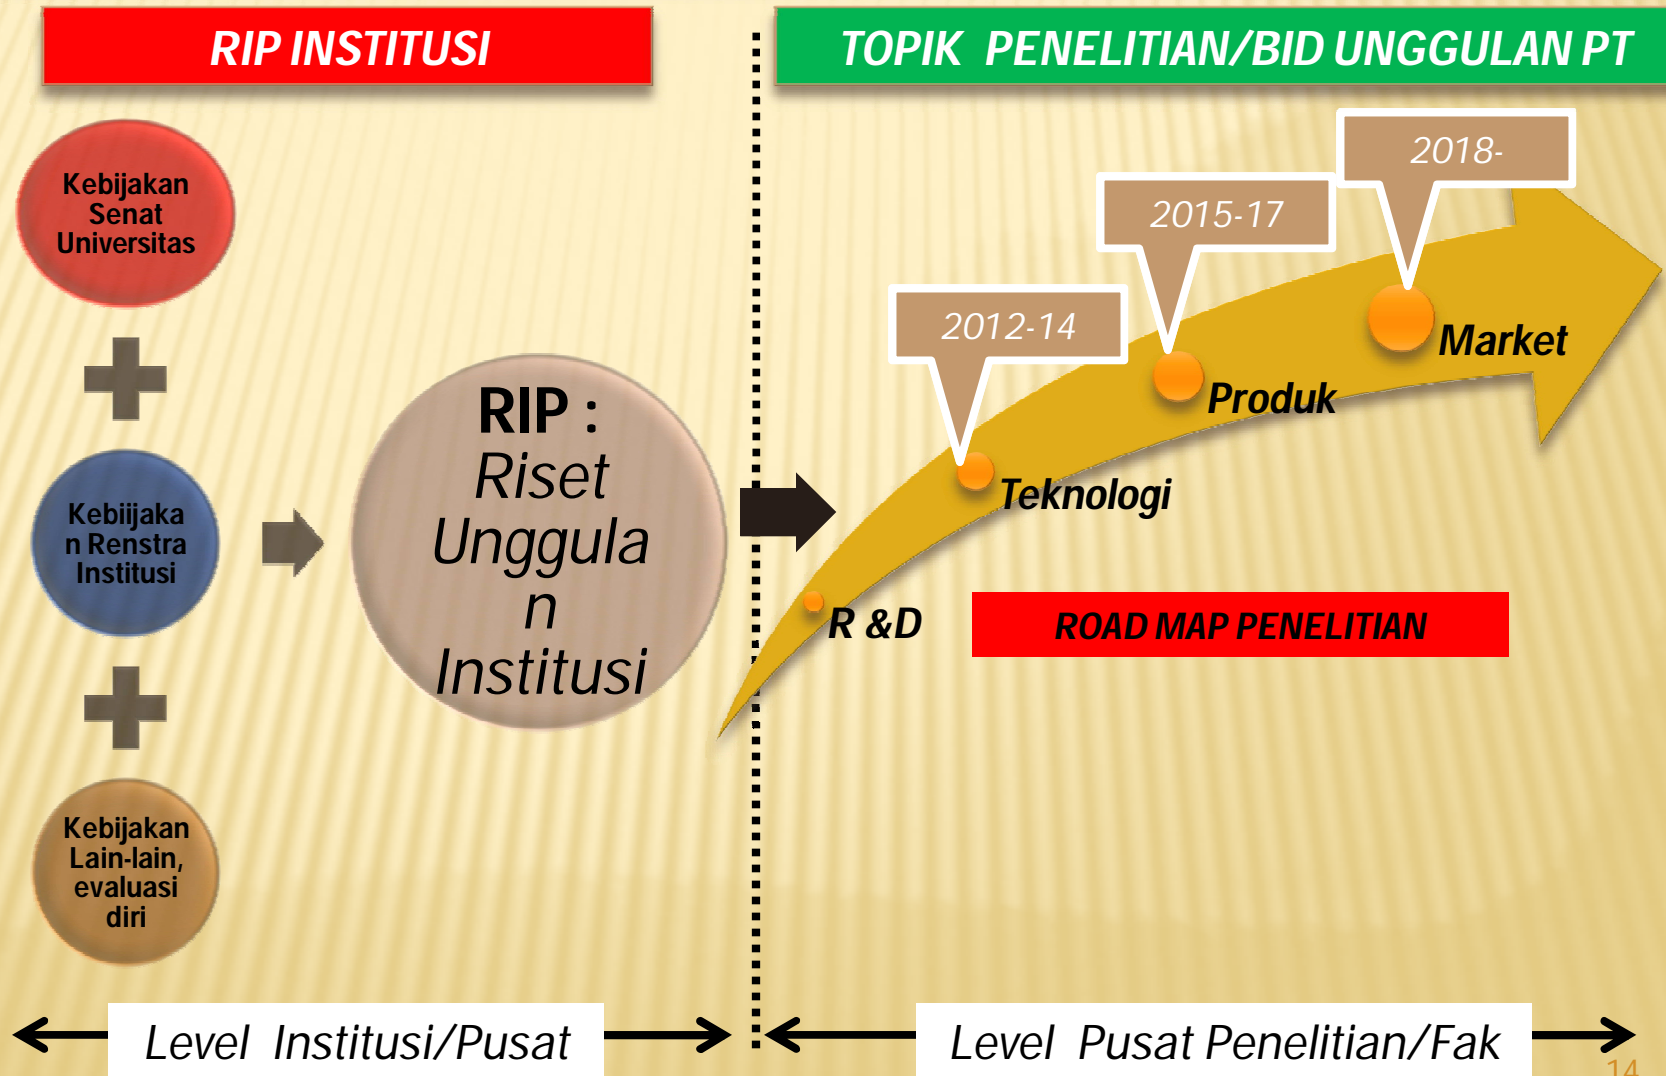 RIP INSTITUSI
TOPIK PENELITIAN/BID UNGGULAN PT
Kebijakan
Senat
Universitas
Kebiijaka
n Renstra
Institusi
Kebijakan
Lain-lain,
evaluasi
diri
RIP :
Riset
Unggula
n
Institusi
2012-14
2015-17
2018-
R &D
Teknologi
Produk
Market
ROAD MAP PENELITIAN
Level Institusi/Pusat
Level Pusat Penelitian/Fak
14